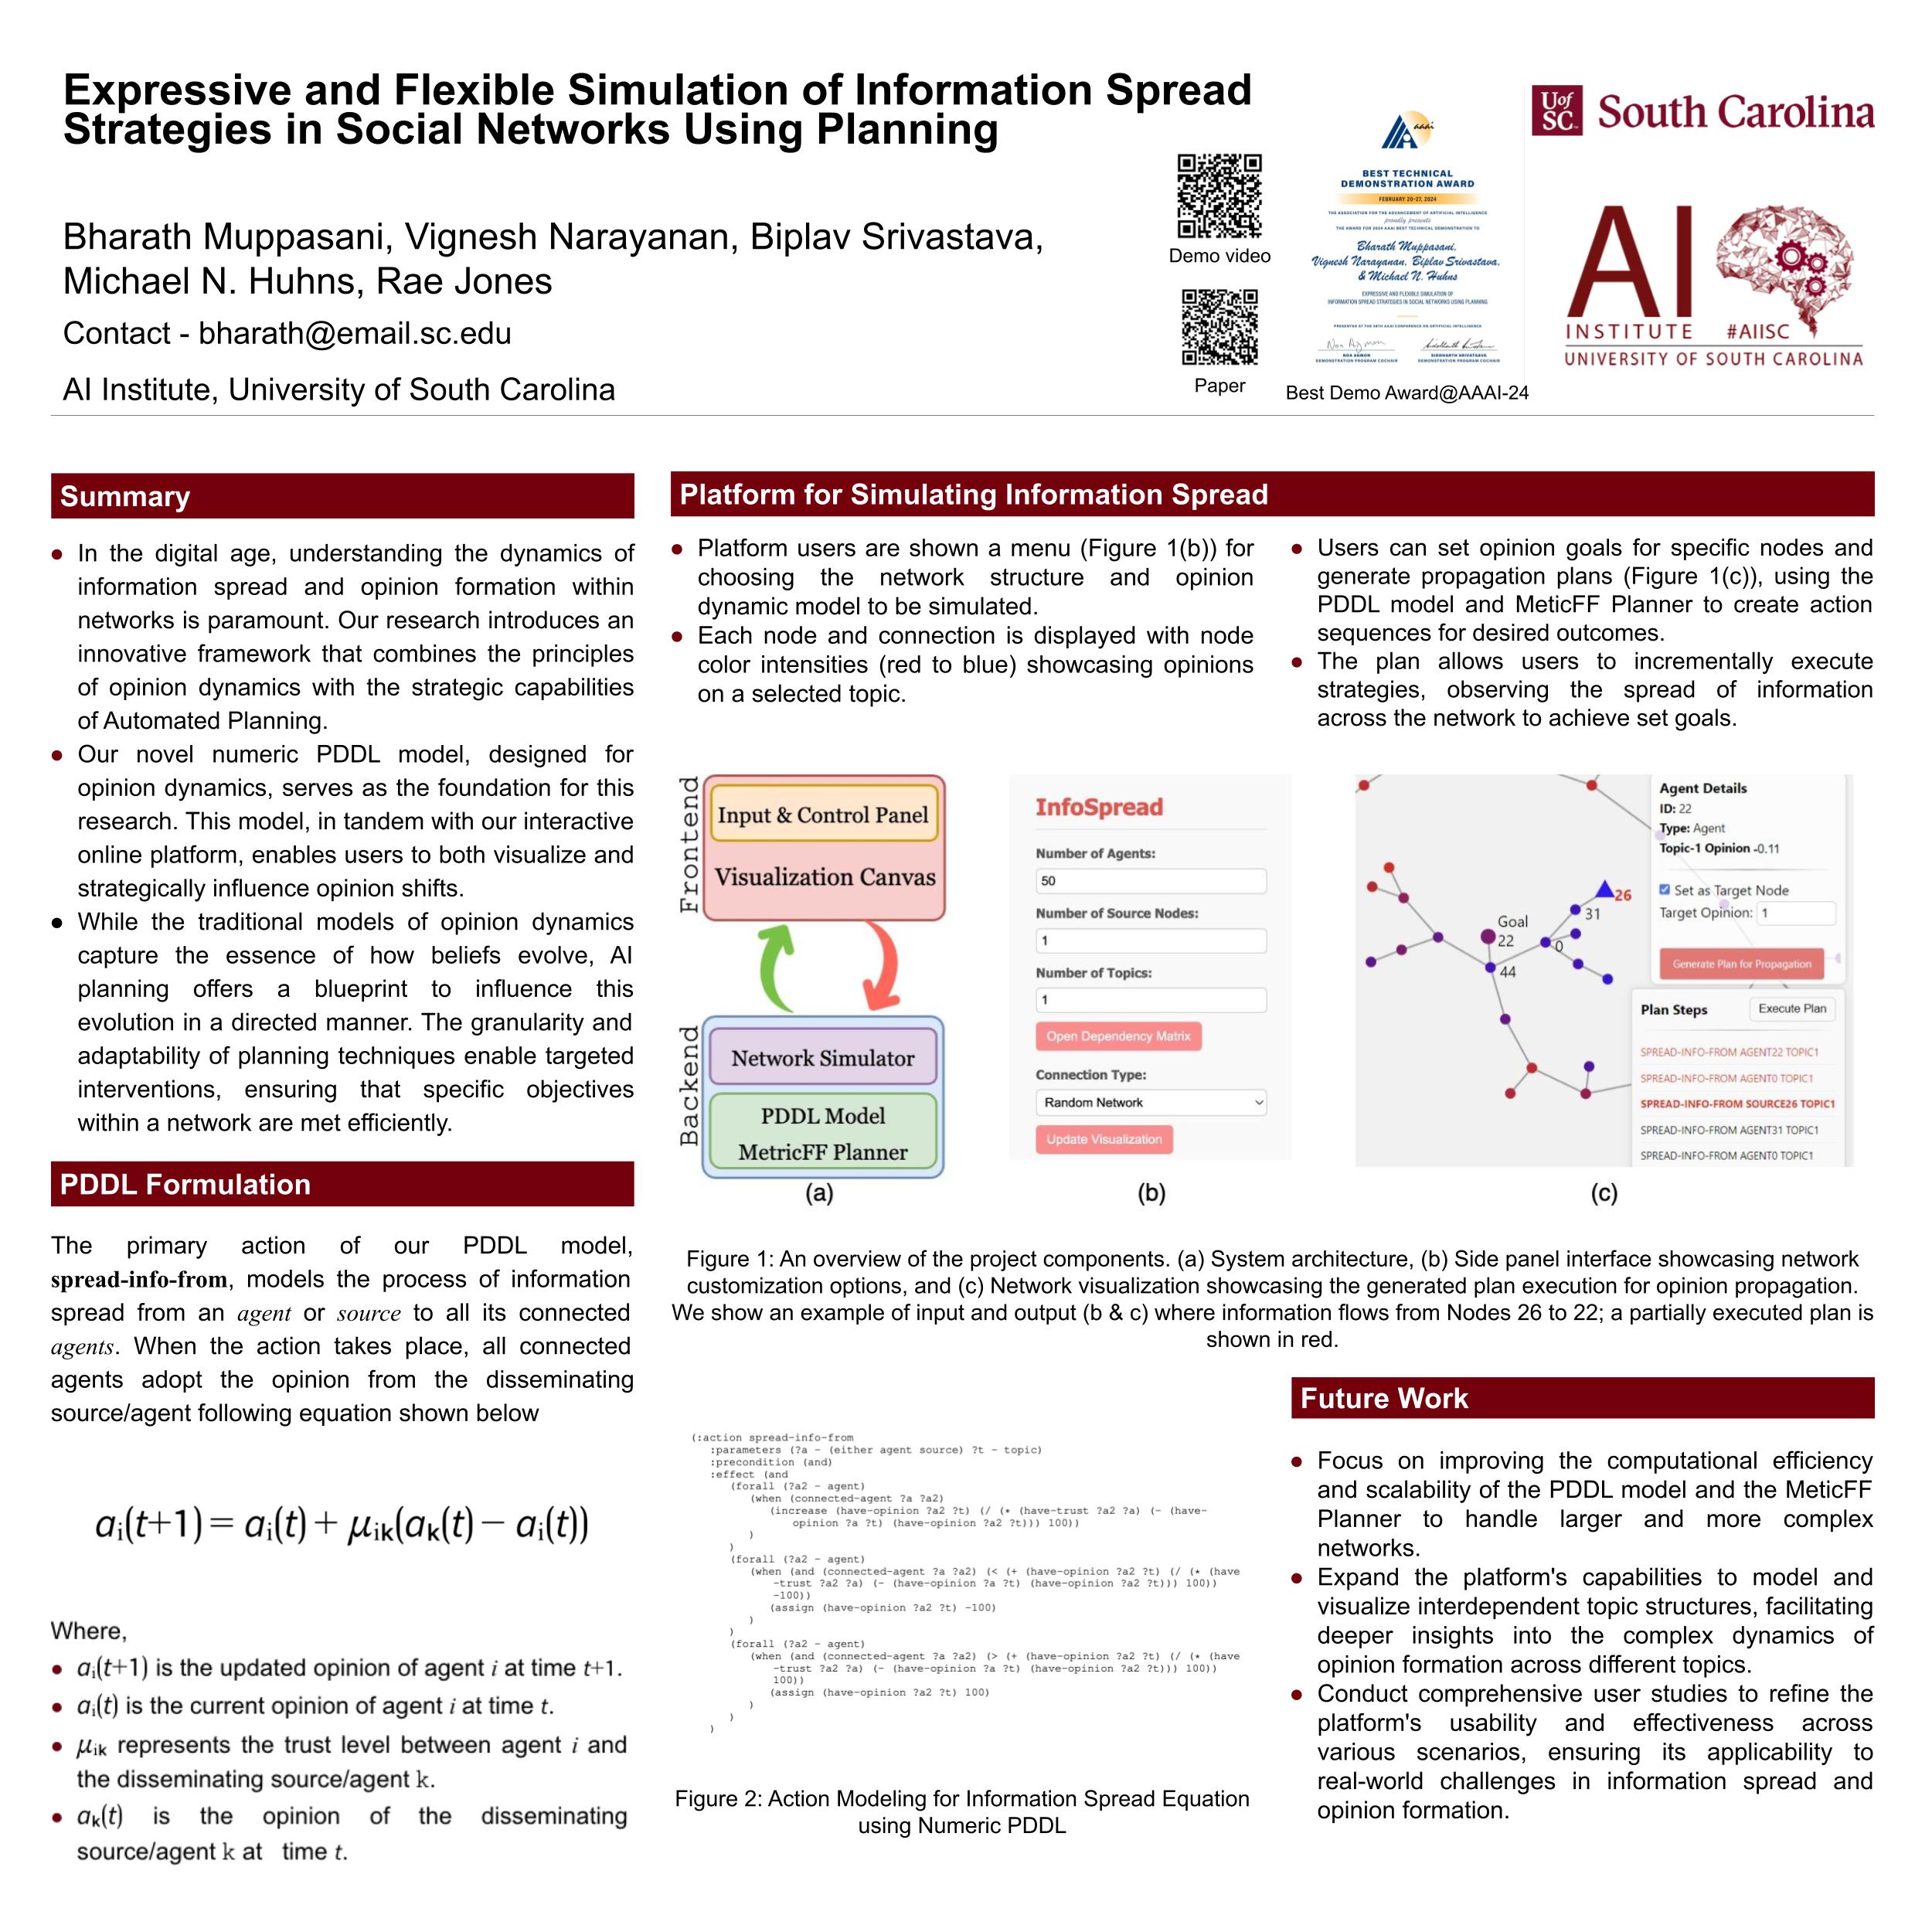 Expressive and Flexible Simulation of Information Spread
Strategies in Social Networks Using Planning
Bharath Muppasani, Vignesh Narayanan, Biplav Srivastava,
Michael N. Huhns, Rae Jones
Contact - bharath@email.sc.edu
AI Institute, University of South Carolina
Demo video
Paper
aaai
BEST TECHNICAL
DEMONSTRATION AWARD
FEBRUARY 20-27, 2024
THE ASSOCIATION FOR THE ADVANCEMENT OF ARTIFICIAL INTELLIGENCE
proudly presents
THE AWARD FOR 2024 AAAI BEST TECHNICAL DEMONSTRATION TO
Bharath Muppasani,
Vignesh Narayanan, Biplav Srivastava,
& Michael N. Huhns
EXPRESSIVE AND FLEXIBLE SIMULATION OF
INFORMATION SPREAD STRATEGIES IN SOCIAL NETWORKS USING PLANNING
PRESENTED AT THE 38TH AAAI CONFERENCE ON ARTIFICIAL INTELLIGENCE
NOA AGMON
DEMONSTRATION PROGRAM COCHAIR
SIDDHARTH SRIVASTAVA
DEMONSTRATION PROGRAM COCHAIR
Best Demo Award@AAAI-24
UofSC South Carolina
AI
INSTITUTE #AIISC
UNIVERSITY OF SOUTH CAROLINA
Summary
● In the digital age, understanding the dynamics of
information spread and opinion formation within
networks is paramount. Our research introduces an
innovative framework that combines the principles
of opinion dynamics with the strategic capabilities
of Automated Planning.
● Our novel numeric PDDL model, designed for
opinion dynamics, serves as the foundation for this
research. This model, in tandem with our interactive
online platform, enables users to both visualize and
strategically influence opinion shifts.
● While the traditional models of opinion dynamics
capture the essence of how beliefs evolve, AI
planning offers a blueprint to influence this
evolution in a directed manner. The granularity and
adaptability of planning techniques enable targeted
interventions, ensuring that specific objectives
within a network are met efficiently.
PDDL Formulation
The primary action of our PDDL model,
spread-info-from, models the process of information
spread from an agent or source to all its connected
agents. When the action takes place, all connected
agents adopt the opinion from the disseminating
source/agent following equation shown below
aᵢ(t+1) = aᵢ(t) + μᵢₖ(aₖ(t) − aᵢ(t))
Where,
● aᵢ(t+1) is the updated opinion of agent i at time t+1.
● aᵢ(t) is the current opinion of agent i at time t.
● μᵢₖ represents the trust level between agent i and
the disseminating source/agent k.
● aₖ(t) is the opinion of the disseminating
source/agent k at time t.
Platform for Simulating Information Spread
● Platform users are shown a menu (Figure 1(b)) for
choosing the network structure and opinion
dynamic model to be simulated.
● Each node and connection is displayed with node
color intensities (red to blue) showcasing opinions
on a selected topic.
● Users can set opinion goals for specific nodes and
generate propagation plans (Figure 1(c)), using the
PDDL model and MeticFF Planner to create action
sequences for desired outcomes.
● The plan allows users to incrementally execute
strategies, observing the spread of information
across the network to achieve set goals.
Frontend
Input & Control Panel
Visualization Canvas
Backend
Network Simulator
PDDL Model
MetricFF Planner
(a)
InfoSpread
Number of Agents:
50
Number of Source Nodes:
1
Number of Topics:
1
Open Dependency Matrix
Connection Type:
Random Network
Update Visualization
(b)
Goal
22
44
0
31
26
Agent Details
ID: 22
Type: Agent
Topic-1 Opinion -0.11
Set as Target Node
Target Opinion: 1
Generate Plan for Propagation
Plan Steps Execute Plan
SPREAD-INFO-FROM AGENT22 TOPIC1
SPREAD-INFO-FROM AGENT0 TOPIC1
SPREAD-INFO-FROM SOURCE26 TOPIC1
SPREAD-INFO-FROM AGENT31 TOPIC1
SPREAD-INFO-FROM AGENT0 TOPIC1
(c)
Figure 1: An overview of the project components. (a) System architecture, (b) Side panel interface showcasing network
customization options, and (c) Network visualization showcasing the generated plan execution for opinion propagation.
We show an example of input and output (b & c) where information flows from Nodes 26 to 22; a partially executed plan is
shown in red.
(:action spread-info-from
:parameters (?a - (either agent source) ?t - topic)
:precondition (and)
:effect (and
(forall (?a2 - agent)
(when (connected-agent ?a ?a2)
(increase (have-opinion ?a2 ?t) (/ (* (have-trust ?a2 ?a) (- (have-
opinion ?a ?t) (have-opinion ?a2 ?t))) 100))
)
)
(forall (?a2 - agent)
(when (and (connected-agent ?a ?a2) (< (+ (have-opinion ?a2 ?t) (/ (* (have
-trust ?a2 ?a) (- (have-opinion ?a ?t) (have-opinion ?a2 ?t))) 100))
-100))
(assign (have-opinion ?a2 ?t) -100)
)
)
(forall (?a2 - agent)
(when (and (connected-agent ?a ?a2) (> (+ (have-opinion ?a2 ?t) (/ (* (have
-trust ?a2 ?a) (- (have-opinion ?a ?t) (have-opinion ?a2 ?t))) 100))
100))
(assign (have-opinion ?a2 ?t) 100)
)
)
)
Figure 2: Action Modeling for Information Spread Equation
using Numeric PDDL
Future Work
● Focus on improving the computational efficiency
and scalability of the PDDL model and the MeticFF
Planner to handle larger and more complex
networks.
● Expand the platform's capabilities to model and
visualize interdependent topic structures, facilitating
deeper insights into the complex dynamics of
opinion formation across different topics.
● Conduct comprehensive user studies to refine the
platform's usability and effectiveness across
various scenarios, ensuring its applicability to
real-world challenges in information spread and
opinion formation.